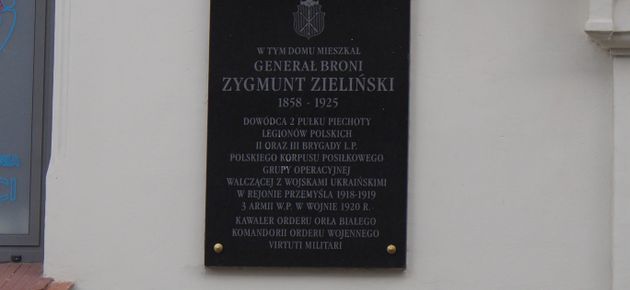 W TYM DOMU MIESZKAŁ
GENERAŁ BRONI
ZYGMUNT ZIELIŃSKI
1858 - 1925
DOWÓDCA 2 PUŁKU PIECHOTY
LEGIONÓW POLSKICH
II ORAZ III BRYGADY L.P.
POLSKIEGO KORPUSU POSIŁKOWEGO
GRUPY OPERACYJNEJ
WALCZĄCEJ Z WOJSKAMI UKRAIŃSKIMI
W REJONIE PRZEMYŚLA 1918-1919
3 ARMII W.P. W WOJNIE 1920 R.
KAWALER ORDERU ORŁA BIAŁEGO
KOMANDORII ORDERU WOJENNEGO
VIRTUTI MILITARI